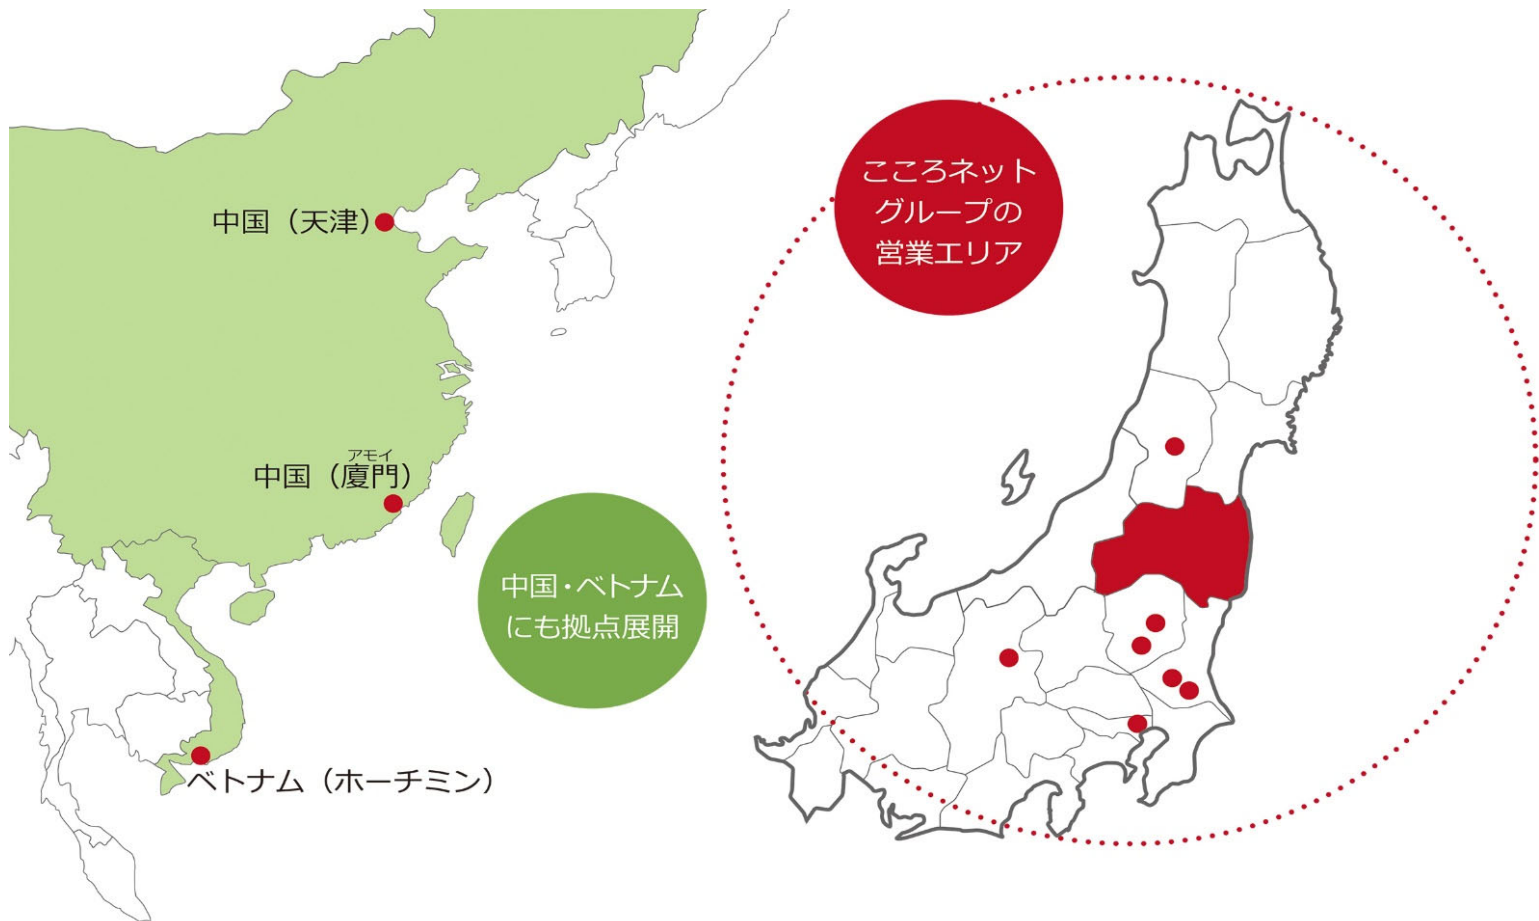 中国（天津）
アモイ
中国（廈門）
ベトナム（ホーチミン）
中国・ベトナム
にも拠点展開
こころネット
グループの
営業エリア